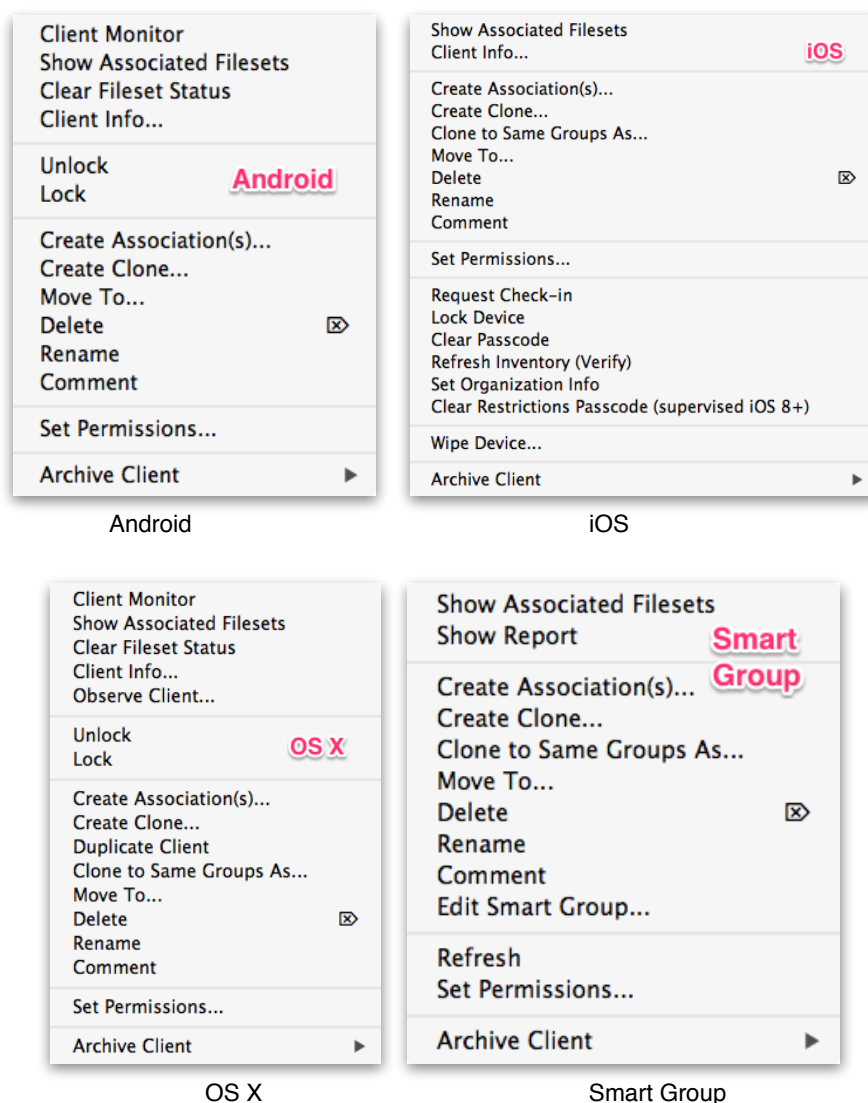 Client Monitor
Show Associated Filesets
Clear Fileset Status
Client Info...
Unlock
Lock
Android
Create Association(s)...
Create Clone...
Move To...
Delete
Rename
Comment
Set Permissions...
Archive Client
Android
Show Associated Filesets
Client Info...
iOS
Create Association(s)...
Create Clone...
Clone to Same Groups As...
Move To...
Delete
Rename
Comment
Set Permissions...
Request Check-in
Lock Device
Clear Passcode
Refresh Inventory (Verify)
Set Organization Info
Clear Restrictions Passcode (supervised iOS 8+)
Wipe Device...
Archive Client
iOS
Client Monitor
Show Associated Filesets
Clear Fileset Status
Client Info...
Observe Client...
Unlock
Lock
OS X
Create Association(s)...
Create Clone...
Duplicate Client
Clone to Same Groups As...
Move To...
Delete
Rename
Comment
Set Permissions...
Archive Client
OS X
Show Associated Filesets
Show Report
Smart
Group
Create Association(s)...
Create Clone...
Clone to Same Groups As...
Move To...
Delete
Rename
Comment
Edit Smart Group...
Refresh
Set Permissions...
Archive Client
Smart Group